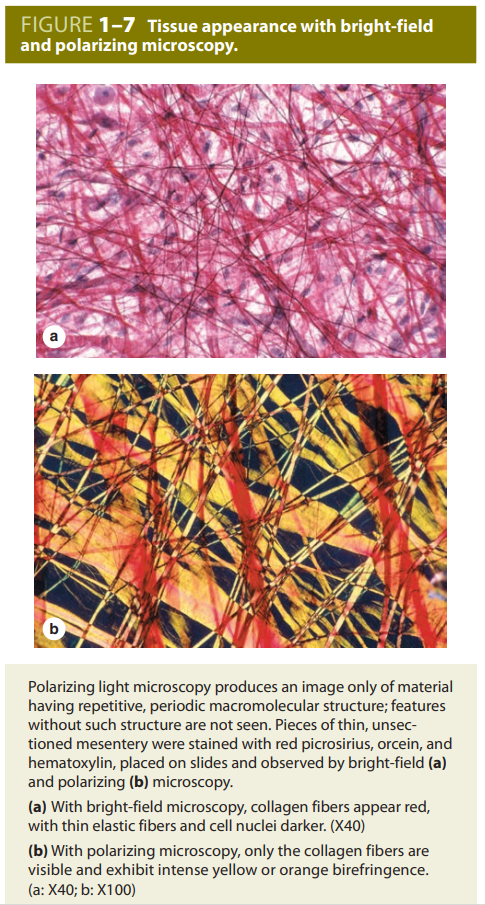 FIGURE 1–7 Tissue appearance with bright-field
and polarizing microscopy.
a
b
Polarizing light microscopy produces an image only of material
having repetitive, periodic macromolecular structure; features
without such structure are not seen. Pieces of thin, unsec-
tioned mesentery were stained with red picrosirius, orcein, and
hematoxylin, placed on slides and observed by bright-field (a)
and polarizing (b) microscopy.
(a) With bright-field microscopy, collagen fibers appear red,
with thin elastic fibers and cell nuclei darker. (X40)
(b) With polarizing microscopy, only the collagen fibers are
visible and exhibit intense yellow or orange birefringence.
(a: X40; b: X100)